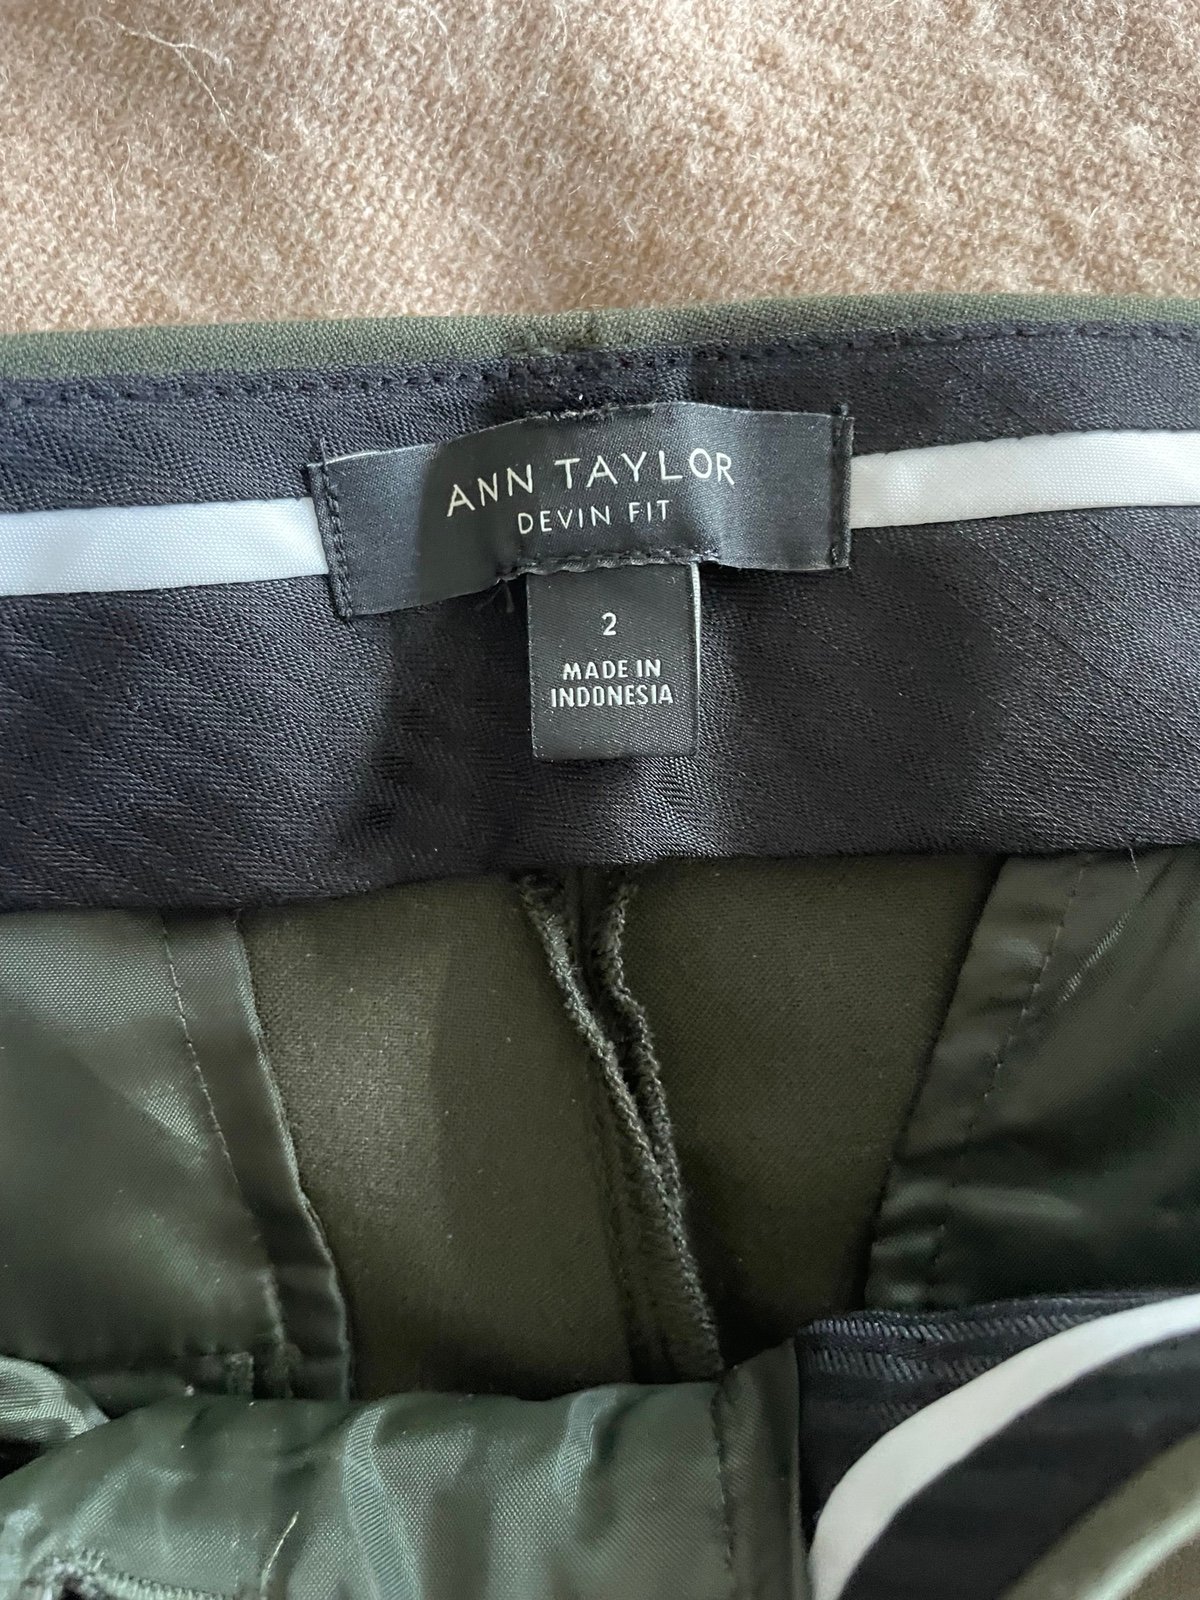 ANN TAYLOR
DEVIN FIT
2
MADE IN
INDONESIA